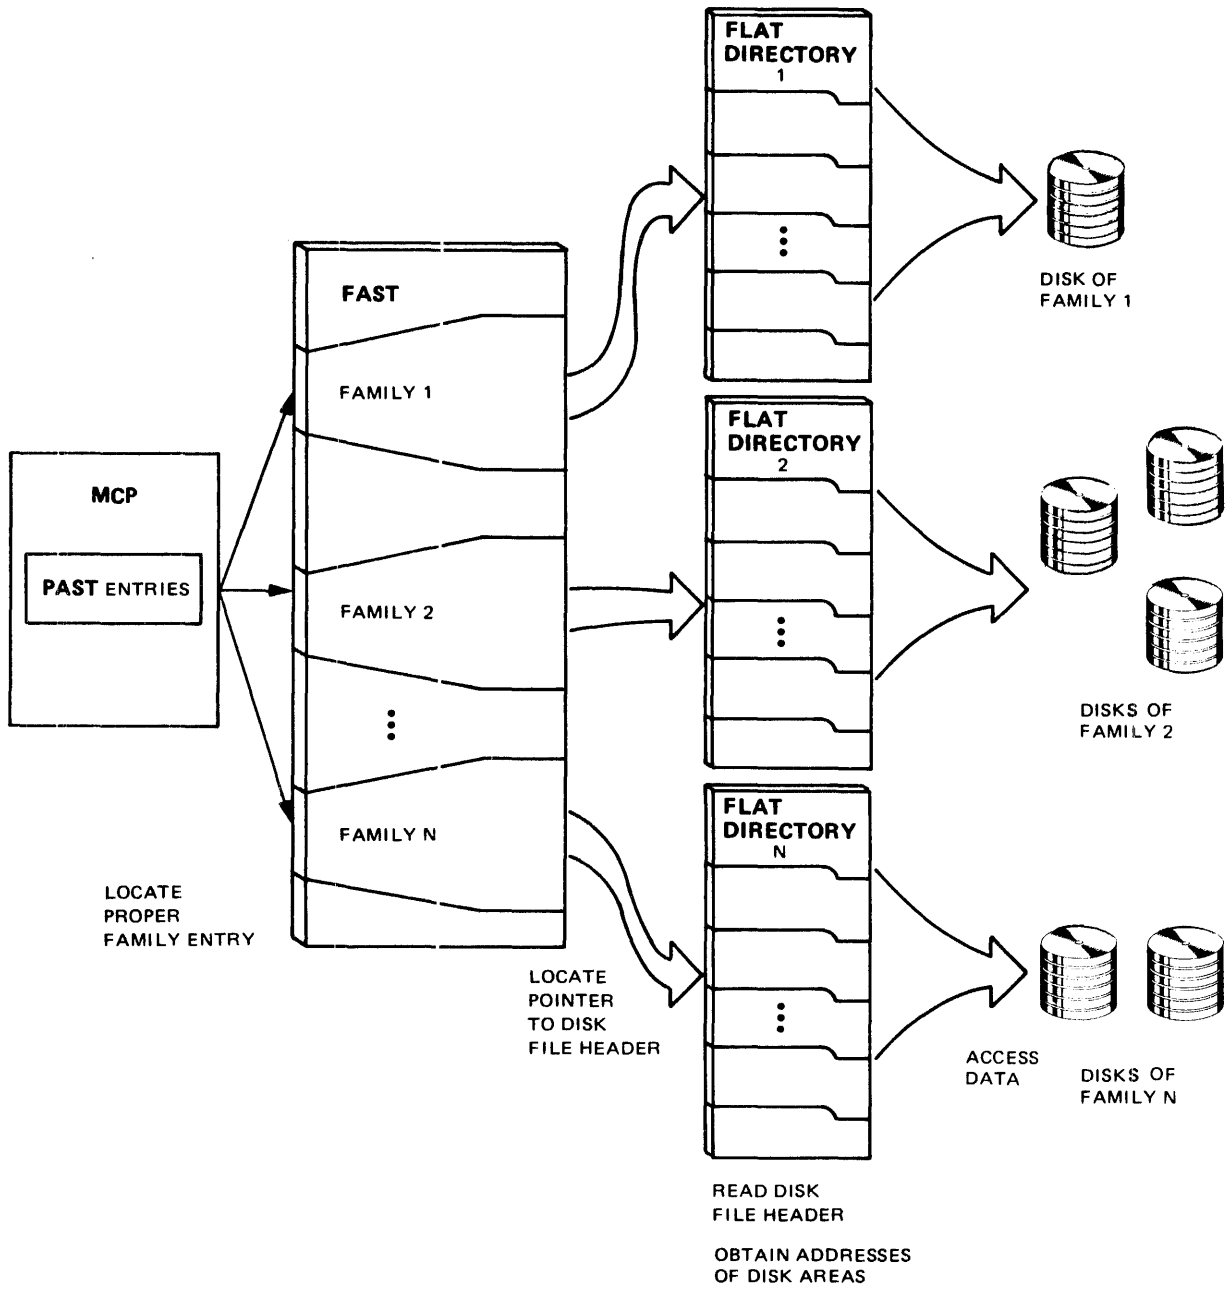 MCP
PAST ENTRIES
LOCATE
PROPER
FAMILY ENTRY
FAST
FAMILY 1
FAMILY 2
FAMILY N
LOCATE
POINTER
TO DISK
FILE HEADER
FLAT
DIRECTORY
1
FLAT
DIRECTORY
2
FLAT
DIRECTORY
N
READ DISK
FILE HEADER
OBTAIN ADDRESSES
OF DISK AREAS
DISK OF
FAMILY 1
DISKS OF
FAMILY 2
ACCESS
DATA
DISKS OF
FAMILY N